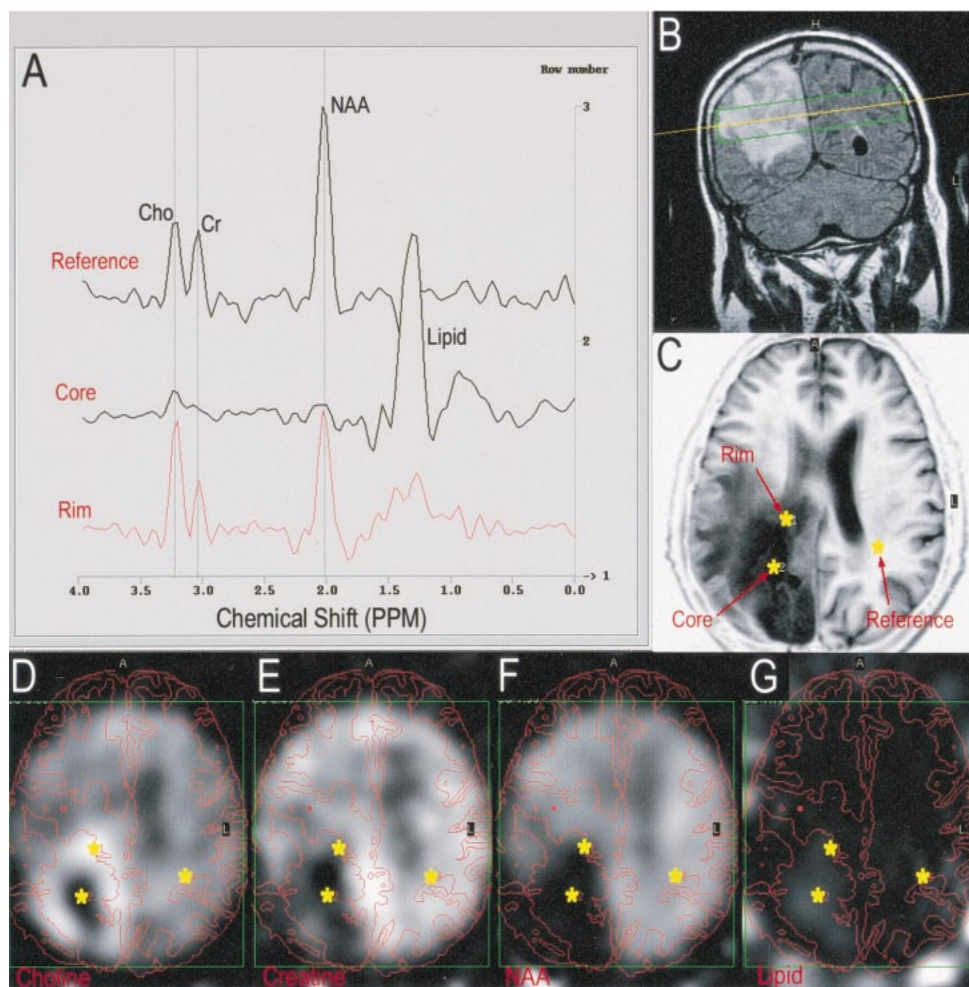 A
Row number
NAA
3
Cho
Cr
Reference
2
Lipid
Core
Rim
-> 1
4.0 3.5 3.0 2.5 2.0 1.5 1.0 0.5 0.0
Chemical Shift (PPM)
B
H
L
C
A
Rim
L
Core
Reference
D
A
L
Choline
E
A
L
Creatine
F
A
L
NAA
G
A
L
Lipid